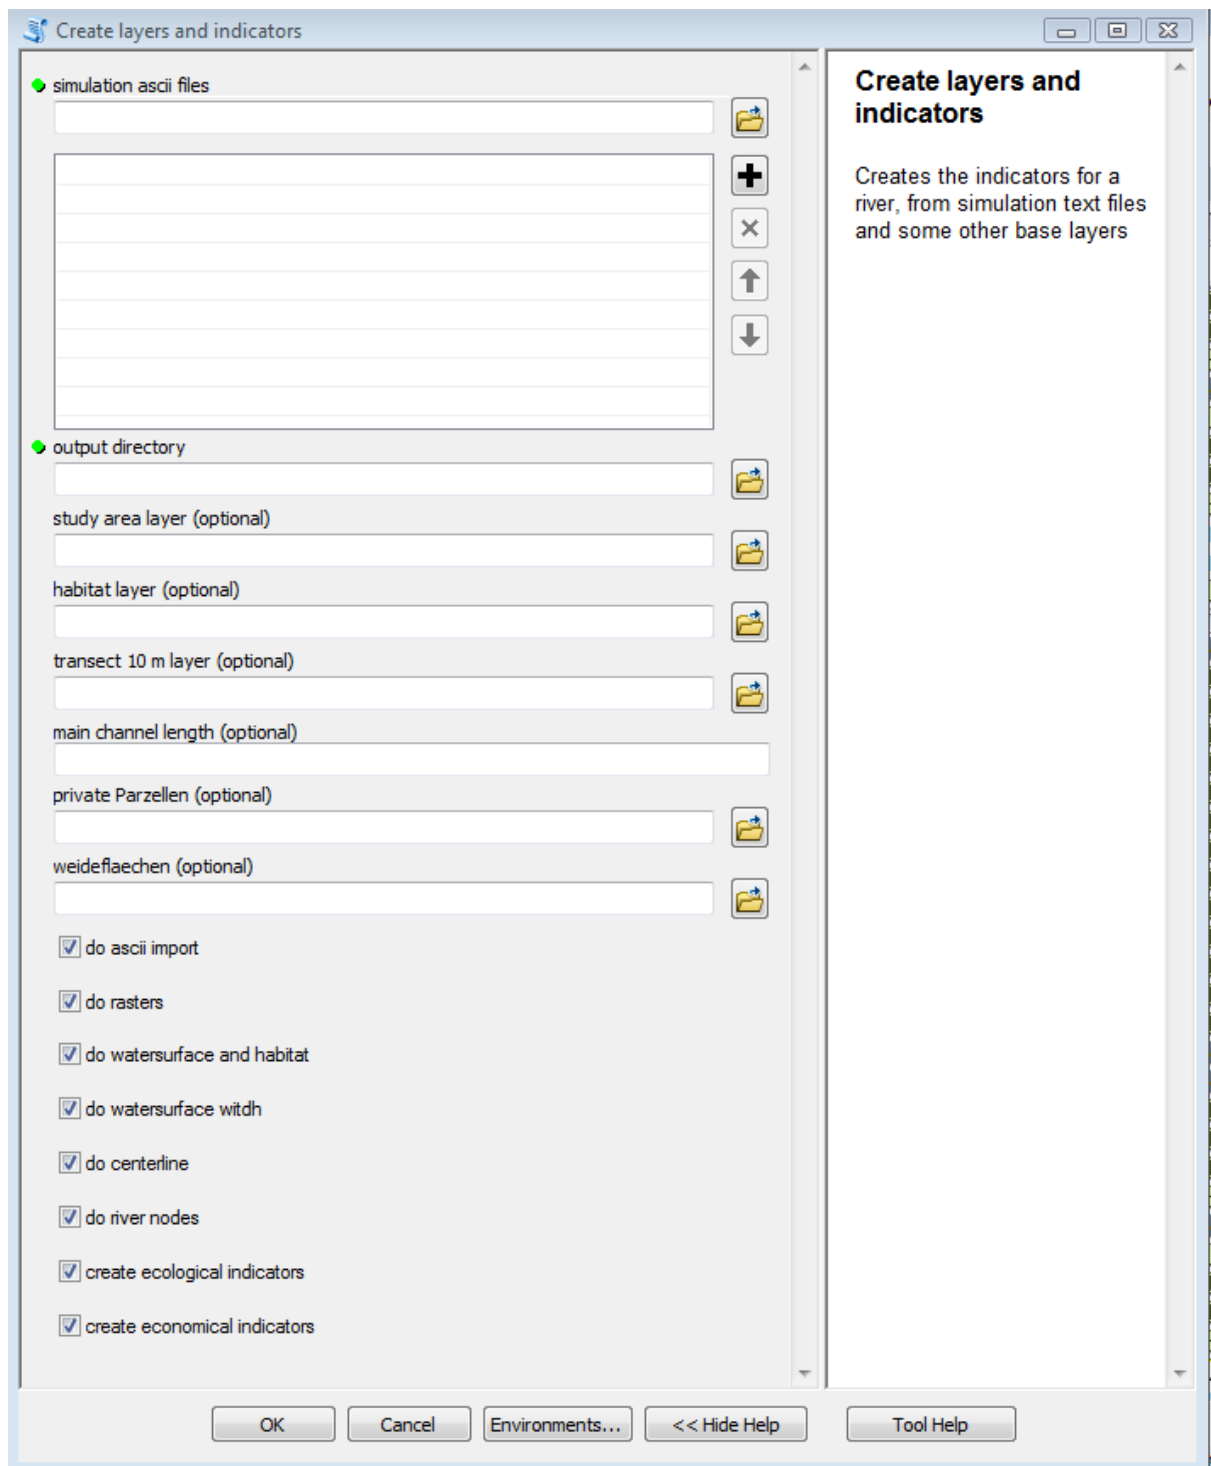 Create layers and indicators
simulation ascii files
output directory
study area layer (optional)
habitat layer (optional)
transect 10 m layer (optional)
main channel length (optional)
private Parzellen (optional)
weideflaechen (optional)
do ascii import
do rasters
do watersurface and habitat
do watersurface witdh
do centerline
do river nodes
create ecological indicators
create economical indicators
Create layers and
indicators
Creates the indicators for a
river, from simulation text files
and some other base layers
OK
Cancel
Environments...
<< Hide Help
Tool Help